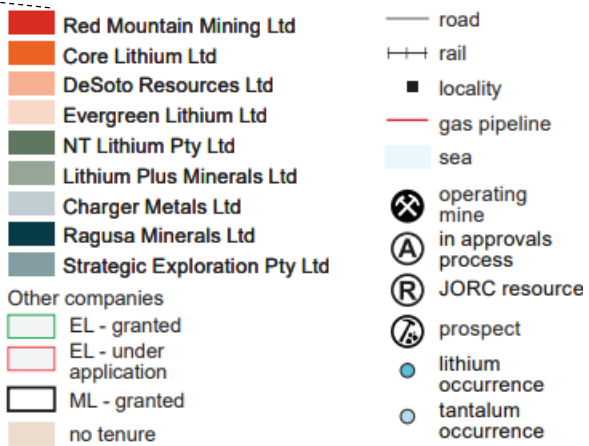 Red Mountain Mining Ltd
Core Lithium Ltd
DeSoto Resources Ltd
Evergreen Lithium Ltd
NT Lithium Pty Ltd
Lithium Plus Minerals Ltd
Charger Metals Ltd
Ragusa Minerals Ltd
Strategic Exploration Pty Ltd
Other companies
EL - granted
EL - under
application
ML - granted
no tenure
road
rail
locality
gas pipeline
sea
operating
mine
A
in approvals
process
R
JORC resource
prospect
lithium
occurrence
tantalum
occurrence